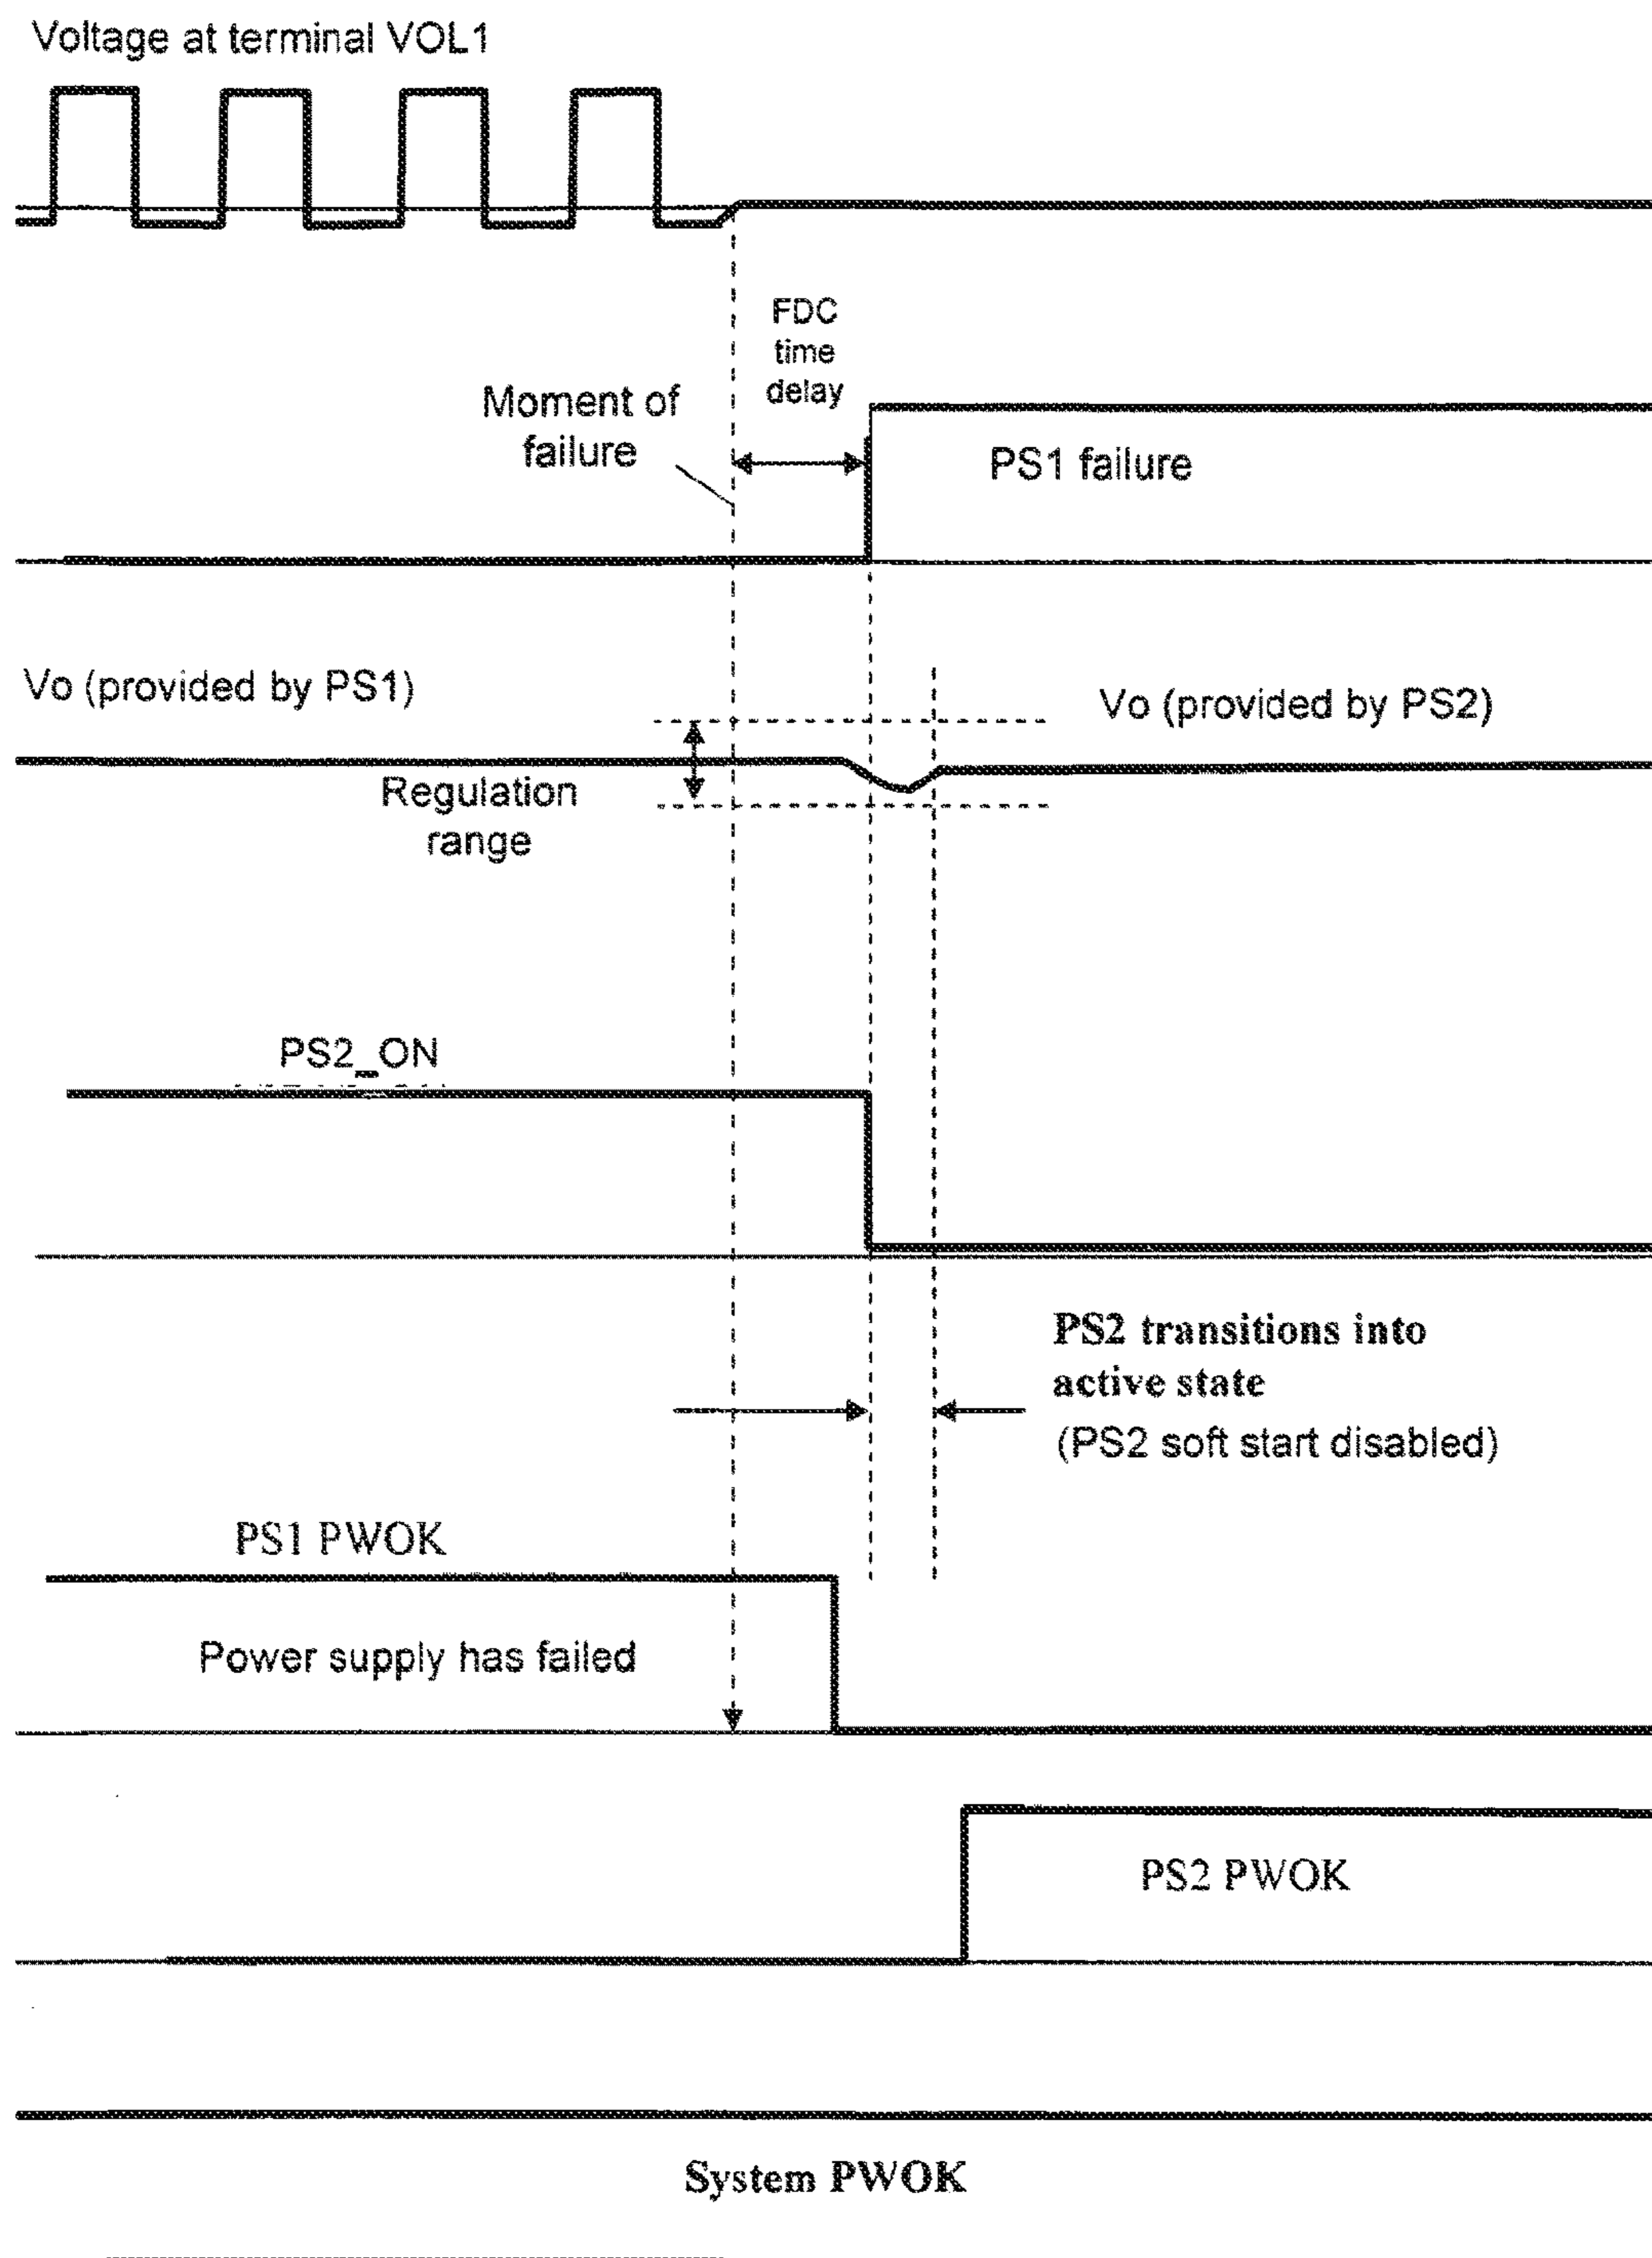 Voltage at terminal VOL1
FDC
time
delay
Moment of
failure
PS1 failure
Vo (provided by PS1)
Vo (provided by PS2)
Regulation
range
PS2_ON
PS2 transitions into
active state
(PS2 soft start disabled)
PS1 PWOK
Power supply has failed
PS2 PWOK
System PWOK